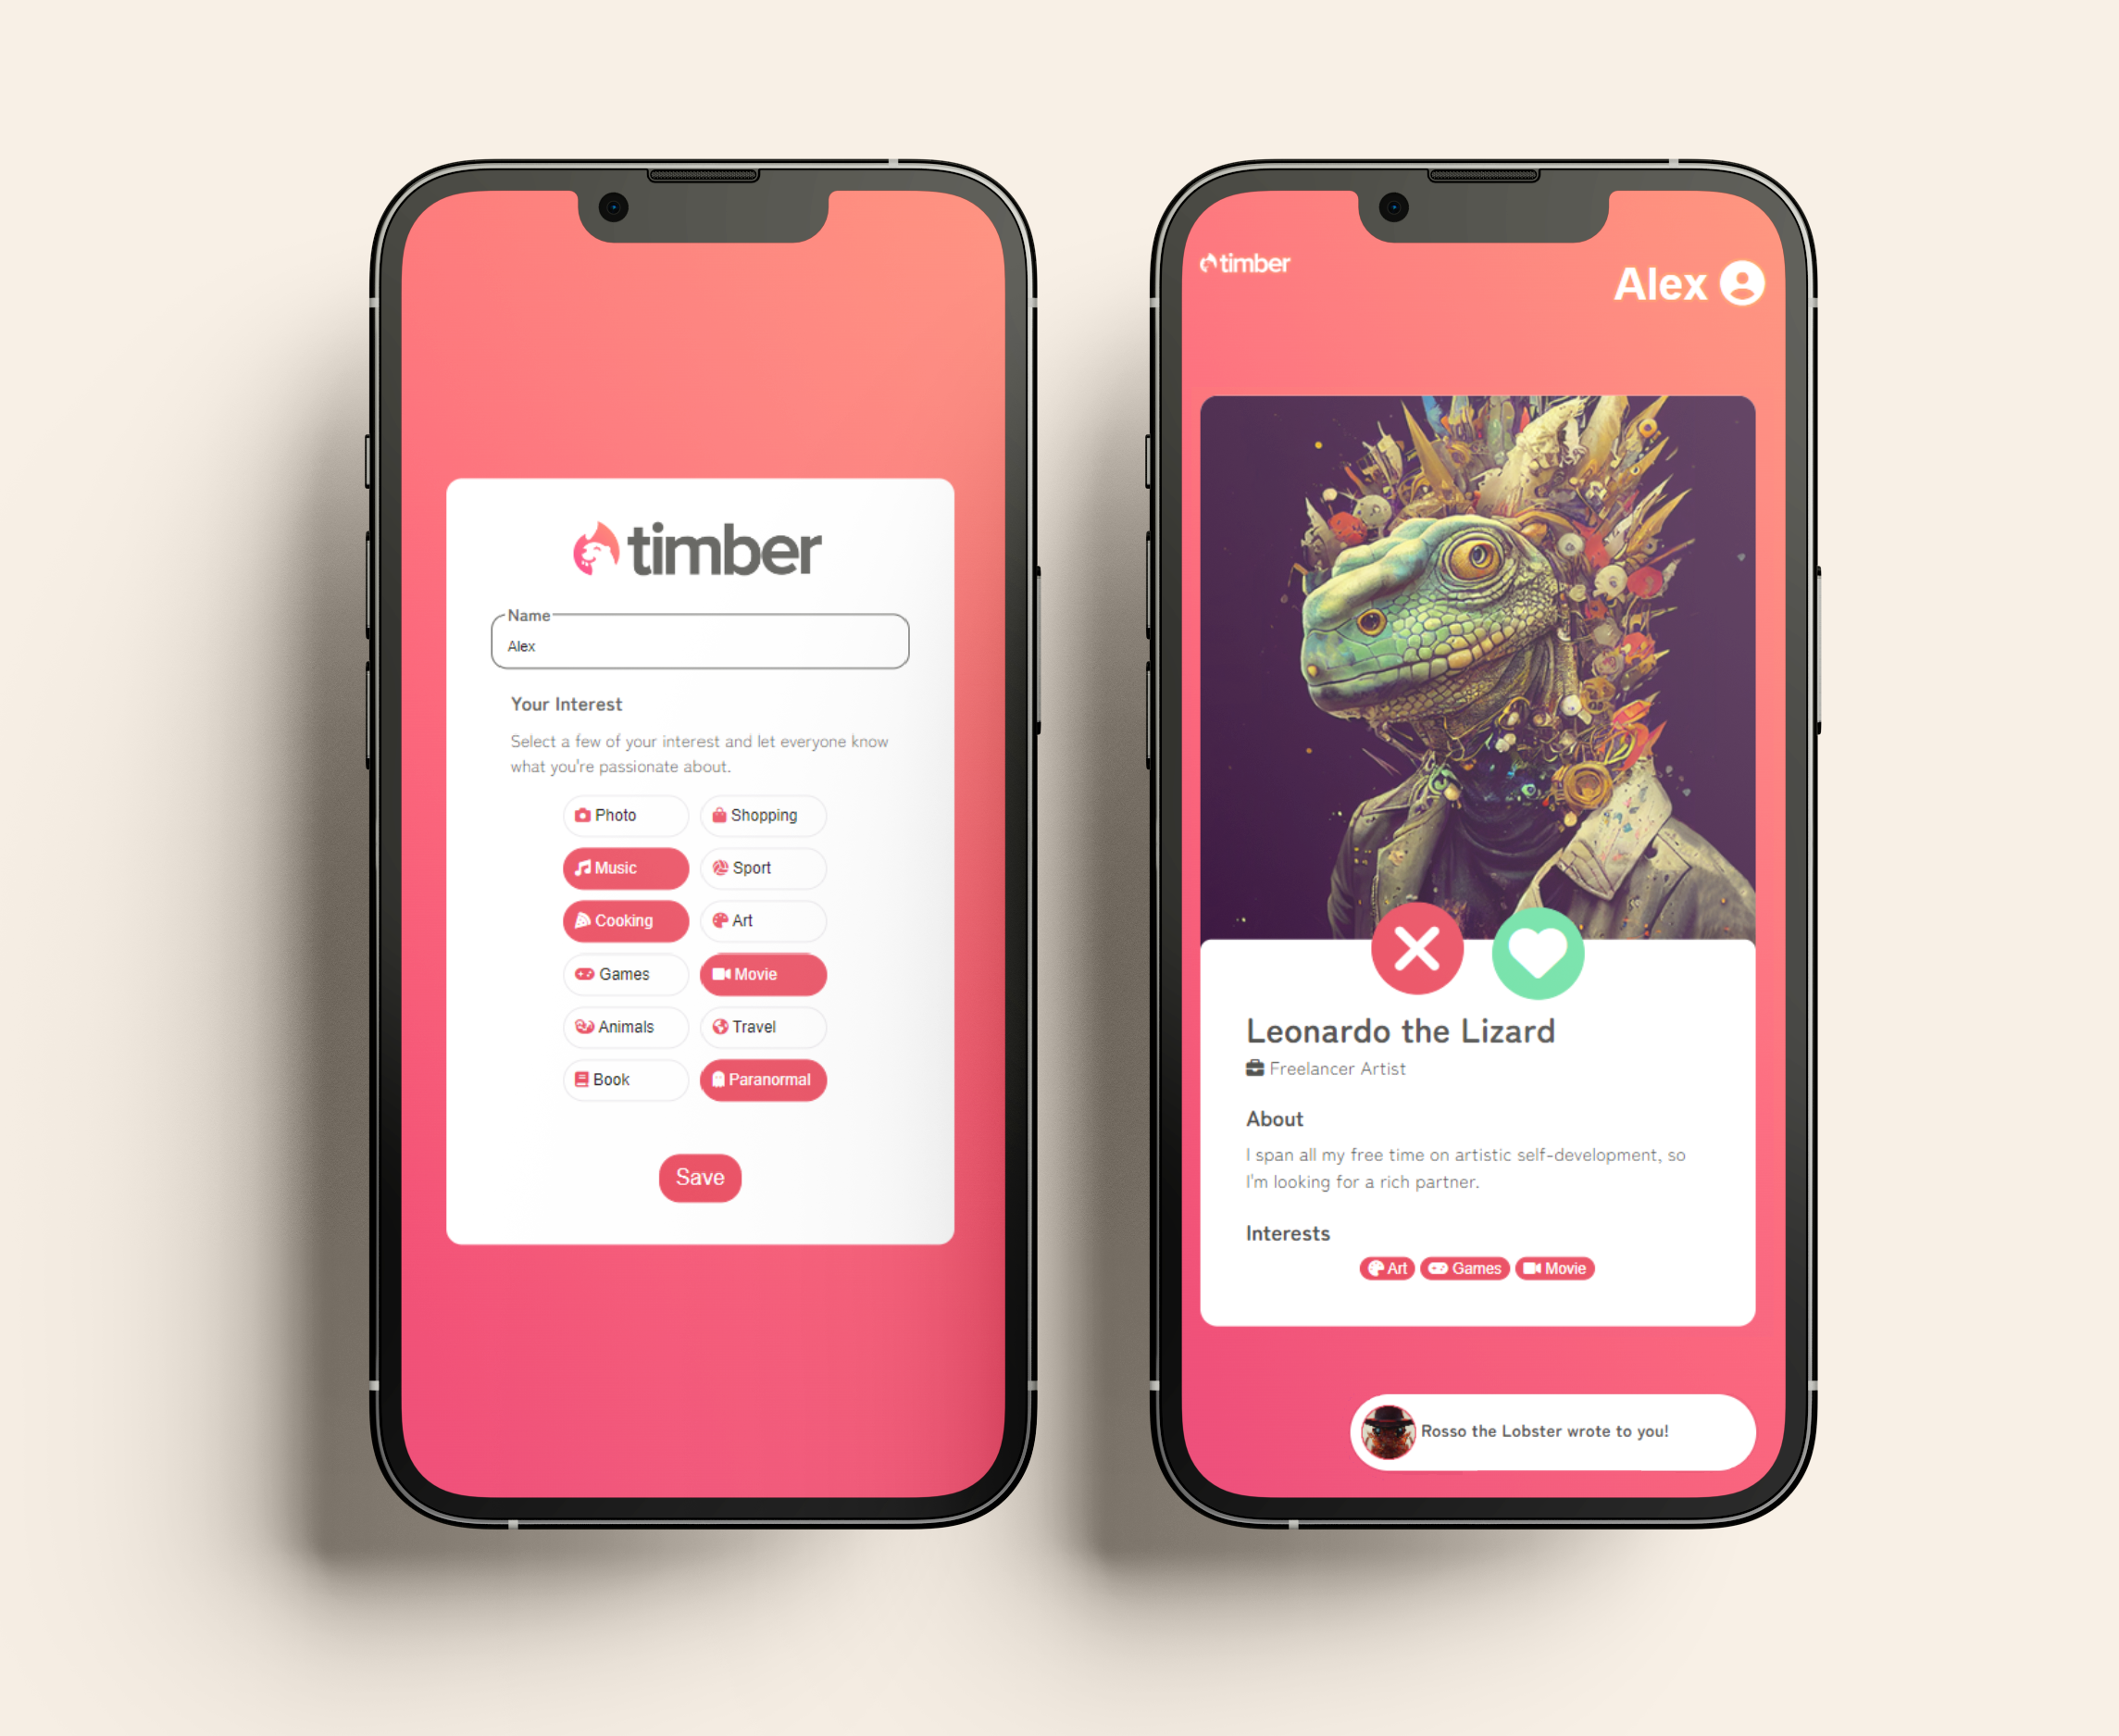 timber
Name
Alex
Your Interest
Select a few of your interest and let everyone know
what you're passionate about.
Photo
Shopping
Music
Sport
Cooking
Art
Games
Movie
Animals
Travel
Book
Paranormal
Save
timber
Alex
Leonardo the Lizard
Freelancer Artist
About
I span all my free time on artistic self-development, so
I'm looking for a rich partner.
Interests
Art Games Movie
Rosso the Lobster wrote to you!